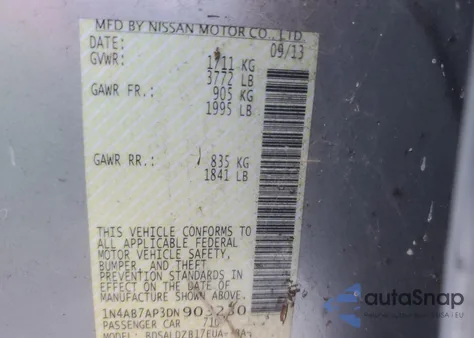 MFD BY NISSAN MOTOR CO., LTD.
DATE: 09/13
GVWR: 1711 KG
3772 LB
GAWR FR.: 905 KG
1995 LB
GAWR RR.: 835 KG
1841 LB
THIS VEHICLE CONFORMS TO
ALL APPLICABLE FEDERAL
MOTOR VEHICLE SAFETY,
BUMPER, AND THEFT
PREVENTION STANDARDS
IN EFFECT ON THE DATE OF
MANUFACTURE SHOWN ABOVE.
1N4AB7AP3DN
PASSENGER CAR
autoSnap